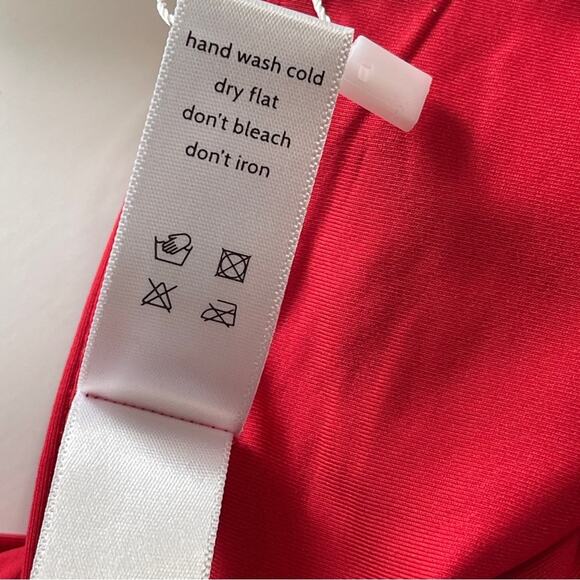 hand wash cold
dry flat
don't bleach
don't iron